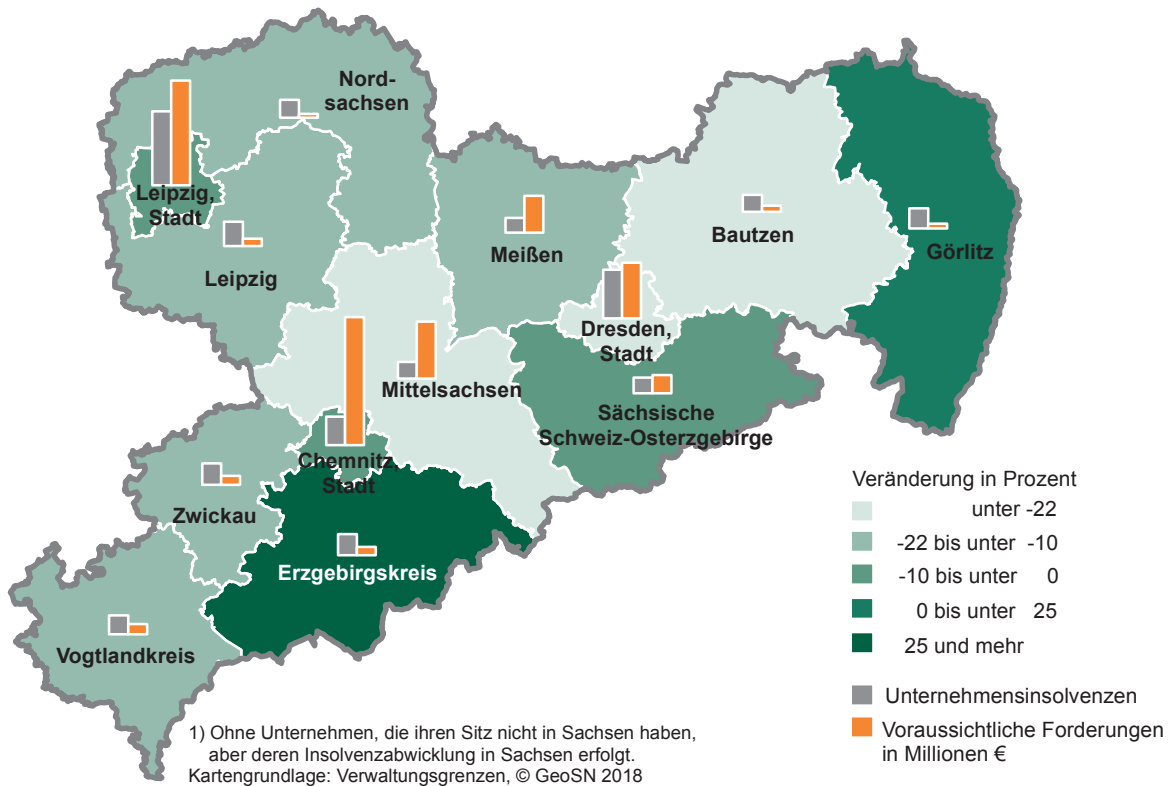 Nord-
sachsen
Leipzig,
Stadt
Leipzig
Meißen
Bautzen
Görlitz
Dresden,
Stadt
Mittelsachsen
Sächsische
Schweiz-Osterzgebirge
Chemnitz,
Stadt
Zwickau
Erzgebirgskreis
Vogtlandkreis
Veränderung in Prozent
unter -22
-22 bis unter -10
-10 bis unter 0
0 bis unter 25
25 und mehr
Unternehmensinsolvenzen
Voraussichtliche Forderungen
in Millionen €
1) Ohne Unternehmen, die ihren Sitz nicht in Sachsen haben,
aber deren Insolvenzabwicklung in Sachsen erfolgt.
Kartengrundlage: Verwaltungsgrenzen, © GeoSN 2018